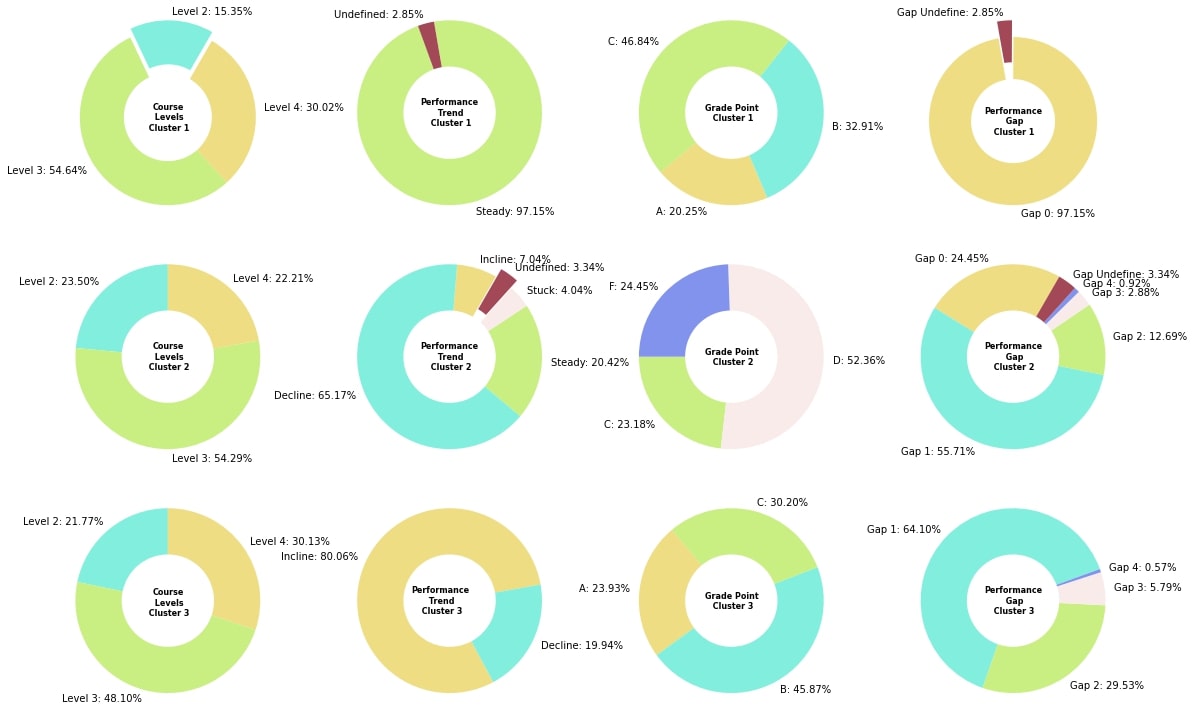 Level 2: 15.35%
Level 4: 30.02%
Level 3: 54.64%
Course
Levels
Cluster 1
Undefined: 2.85%
Steady: 97.15%
Performance
Trend
Cluster 1
C: 46.84%
B: 32.91%
A: 20.25%
Grade Point
Cluster 1
Gap Undefine: 2.85%
Gap 0: 97.15%
Performance
Gap
Cluster 1
Level 2: 23.50%
Level 4: 22.21%
Level 3: 54.29%
Course
Levels
Cluster 2
Incline: 7.04%
Undefined: 3.34%
Stuck: 4.04%
Steady: 20.42%
Decline: 65.17%
Performance
Trend
Cluster 2
F: 24.45%
D: 52.36%
C: 23.18%
Grade Point
Cluster 2
Gap 0: 24.45%
Gap Undefine: 3.34%
Gap 4: 0.92%
Gap 3: 2.88%
Gap 2: 12.69%
Gap 1: 55.71%
Performance
Gap
Cluster 2
Level 2: 21.77%
Level 4: 30.13%
Level 3: 48.10%
Course
Levels
Cluster 3
Incline: 80.06%
Decline: 19.94%
Performance
Trend
Cluster 3
C: 30.20%
A: 23.93%
B: 45.87%
Grade Point
Cluster 3
Gap 1: 64.10%
Gap 4: 0.57%
Gap 3: 5.79%
Gap 2: 29.53%
Performance
Gap
Cluster 3